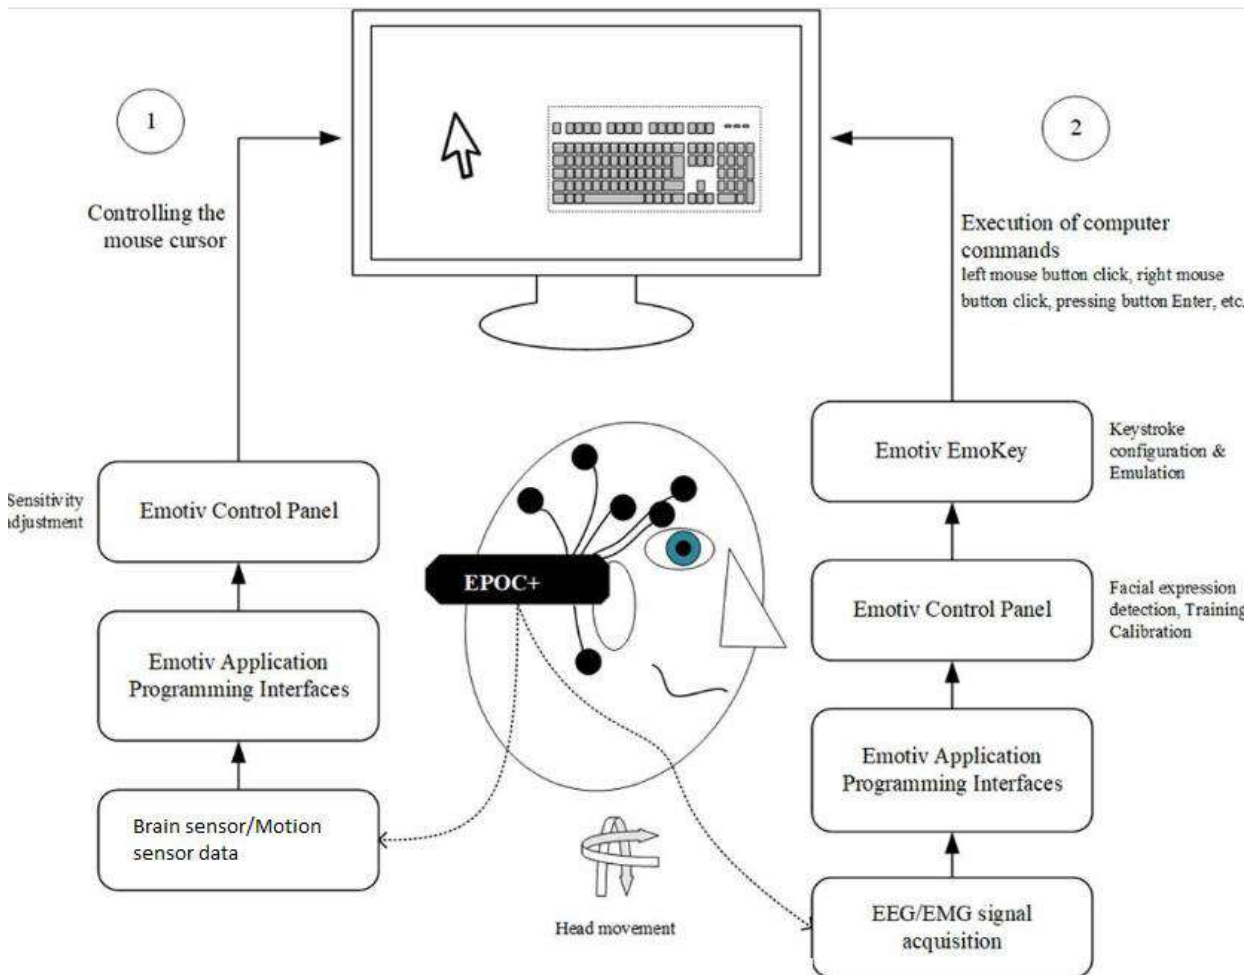 1
2
Controlling the
mouse cursor
Execution of computer
commands
left mouse button click, right mouse
button click, pressing button Enter, etc.
Sensitivity
djustment
Emotiv Control Panel
Emotiv Application
Programming Interfaces
Brain sensor/Motion
sensor data
EPOC+
Head movement
Emotiv EmoKey
Keystroke
configuration &
Emulation
Emotiv Control Panel
Facial expression
detection, Training
Calibration
Emotiv Application
Programming Interfaces
EEG/EMG signal
acquisition